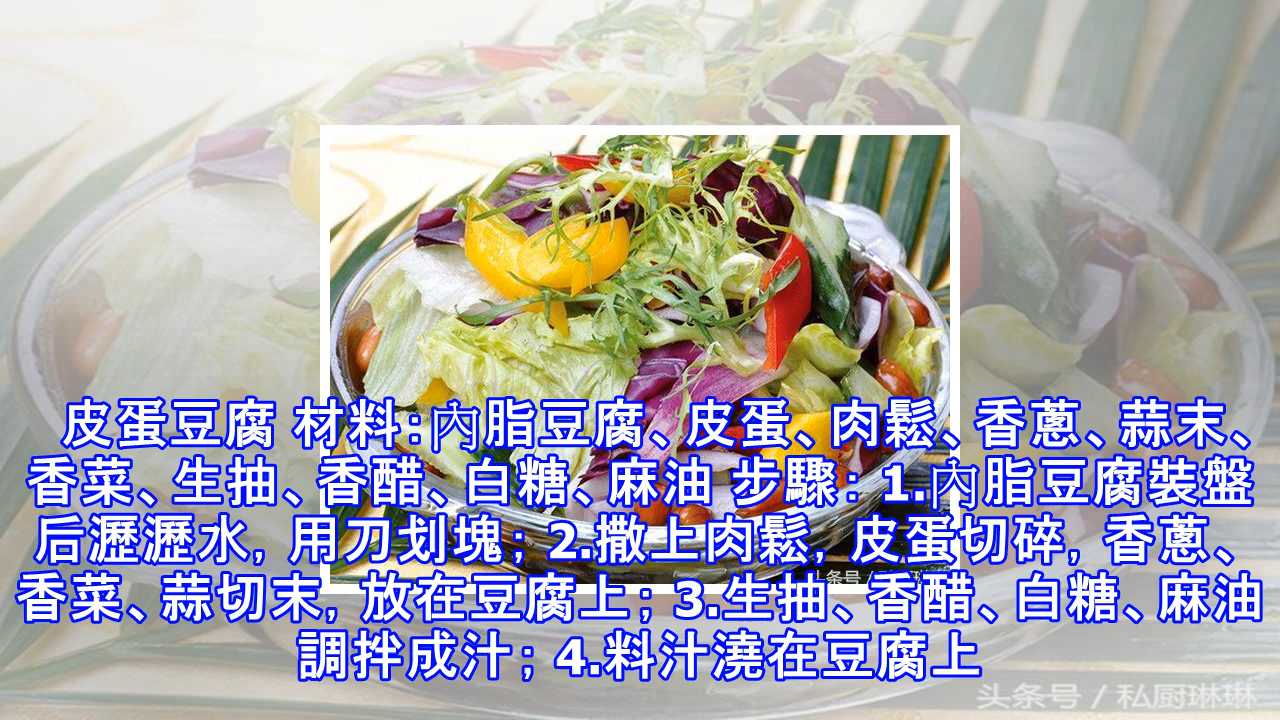 皮蛋豆腐 材料:內脂豆腐、皮蛋、肉鬆、香蔥、蒜末、
香菜、生抽、香醋、白糖、麻油 步驟: 1.內脂豆腐裝盤
后瀝瀝水, 用刀划塊; 2.撒上肉鬆, 皮蛋切碎, 香蔥、
香菜、蒜切末, 放在豆腐上; 3.生抽、香醋、白糖、麻油
調拌成汁; 4.料汁澆在豆腐上
头条号 / 私厨琳琳